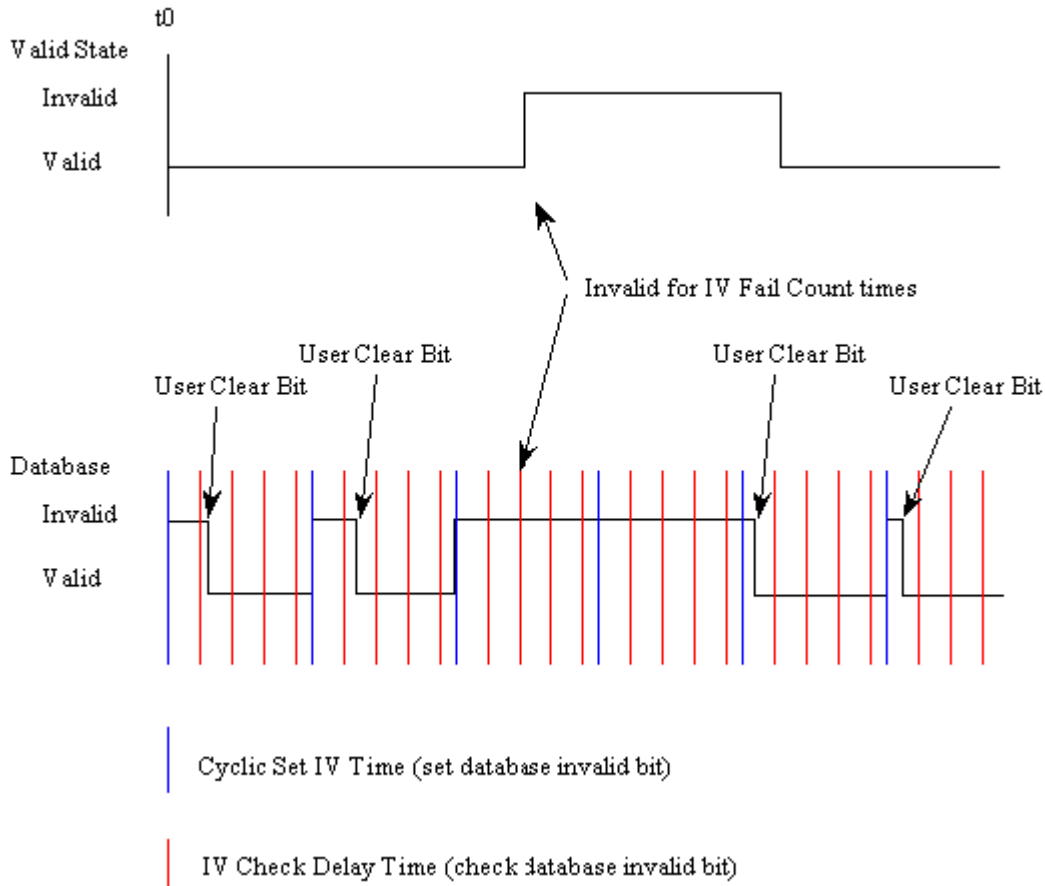 t0
Valid State
Invalid
Valid
Invalid for IV Fail Count times
User Clear Bit
User Clear Bit
User Clear Bit
User Clear Bit
Database
Invalid
Valid
Cyclic Set IV Time (set database invalid bit)
IV Check Delay Time (check database invalid bit)